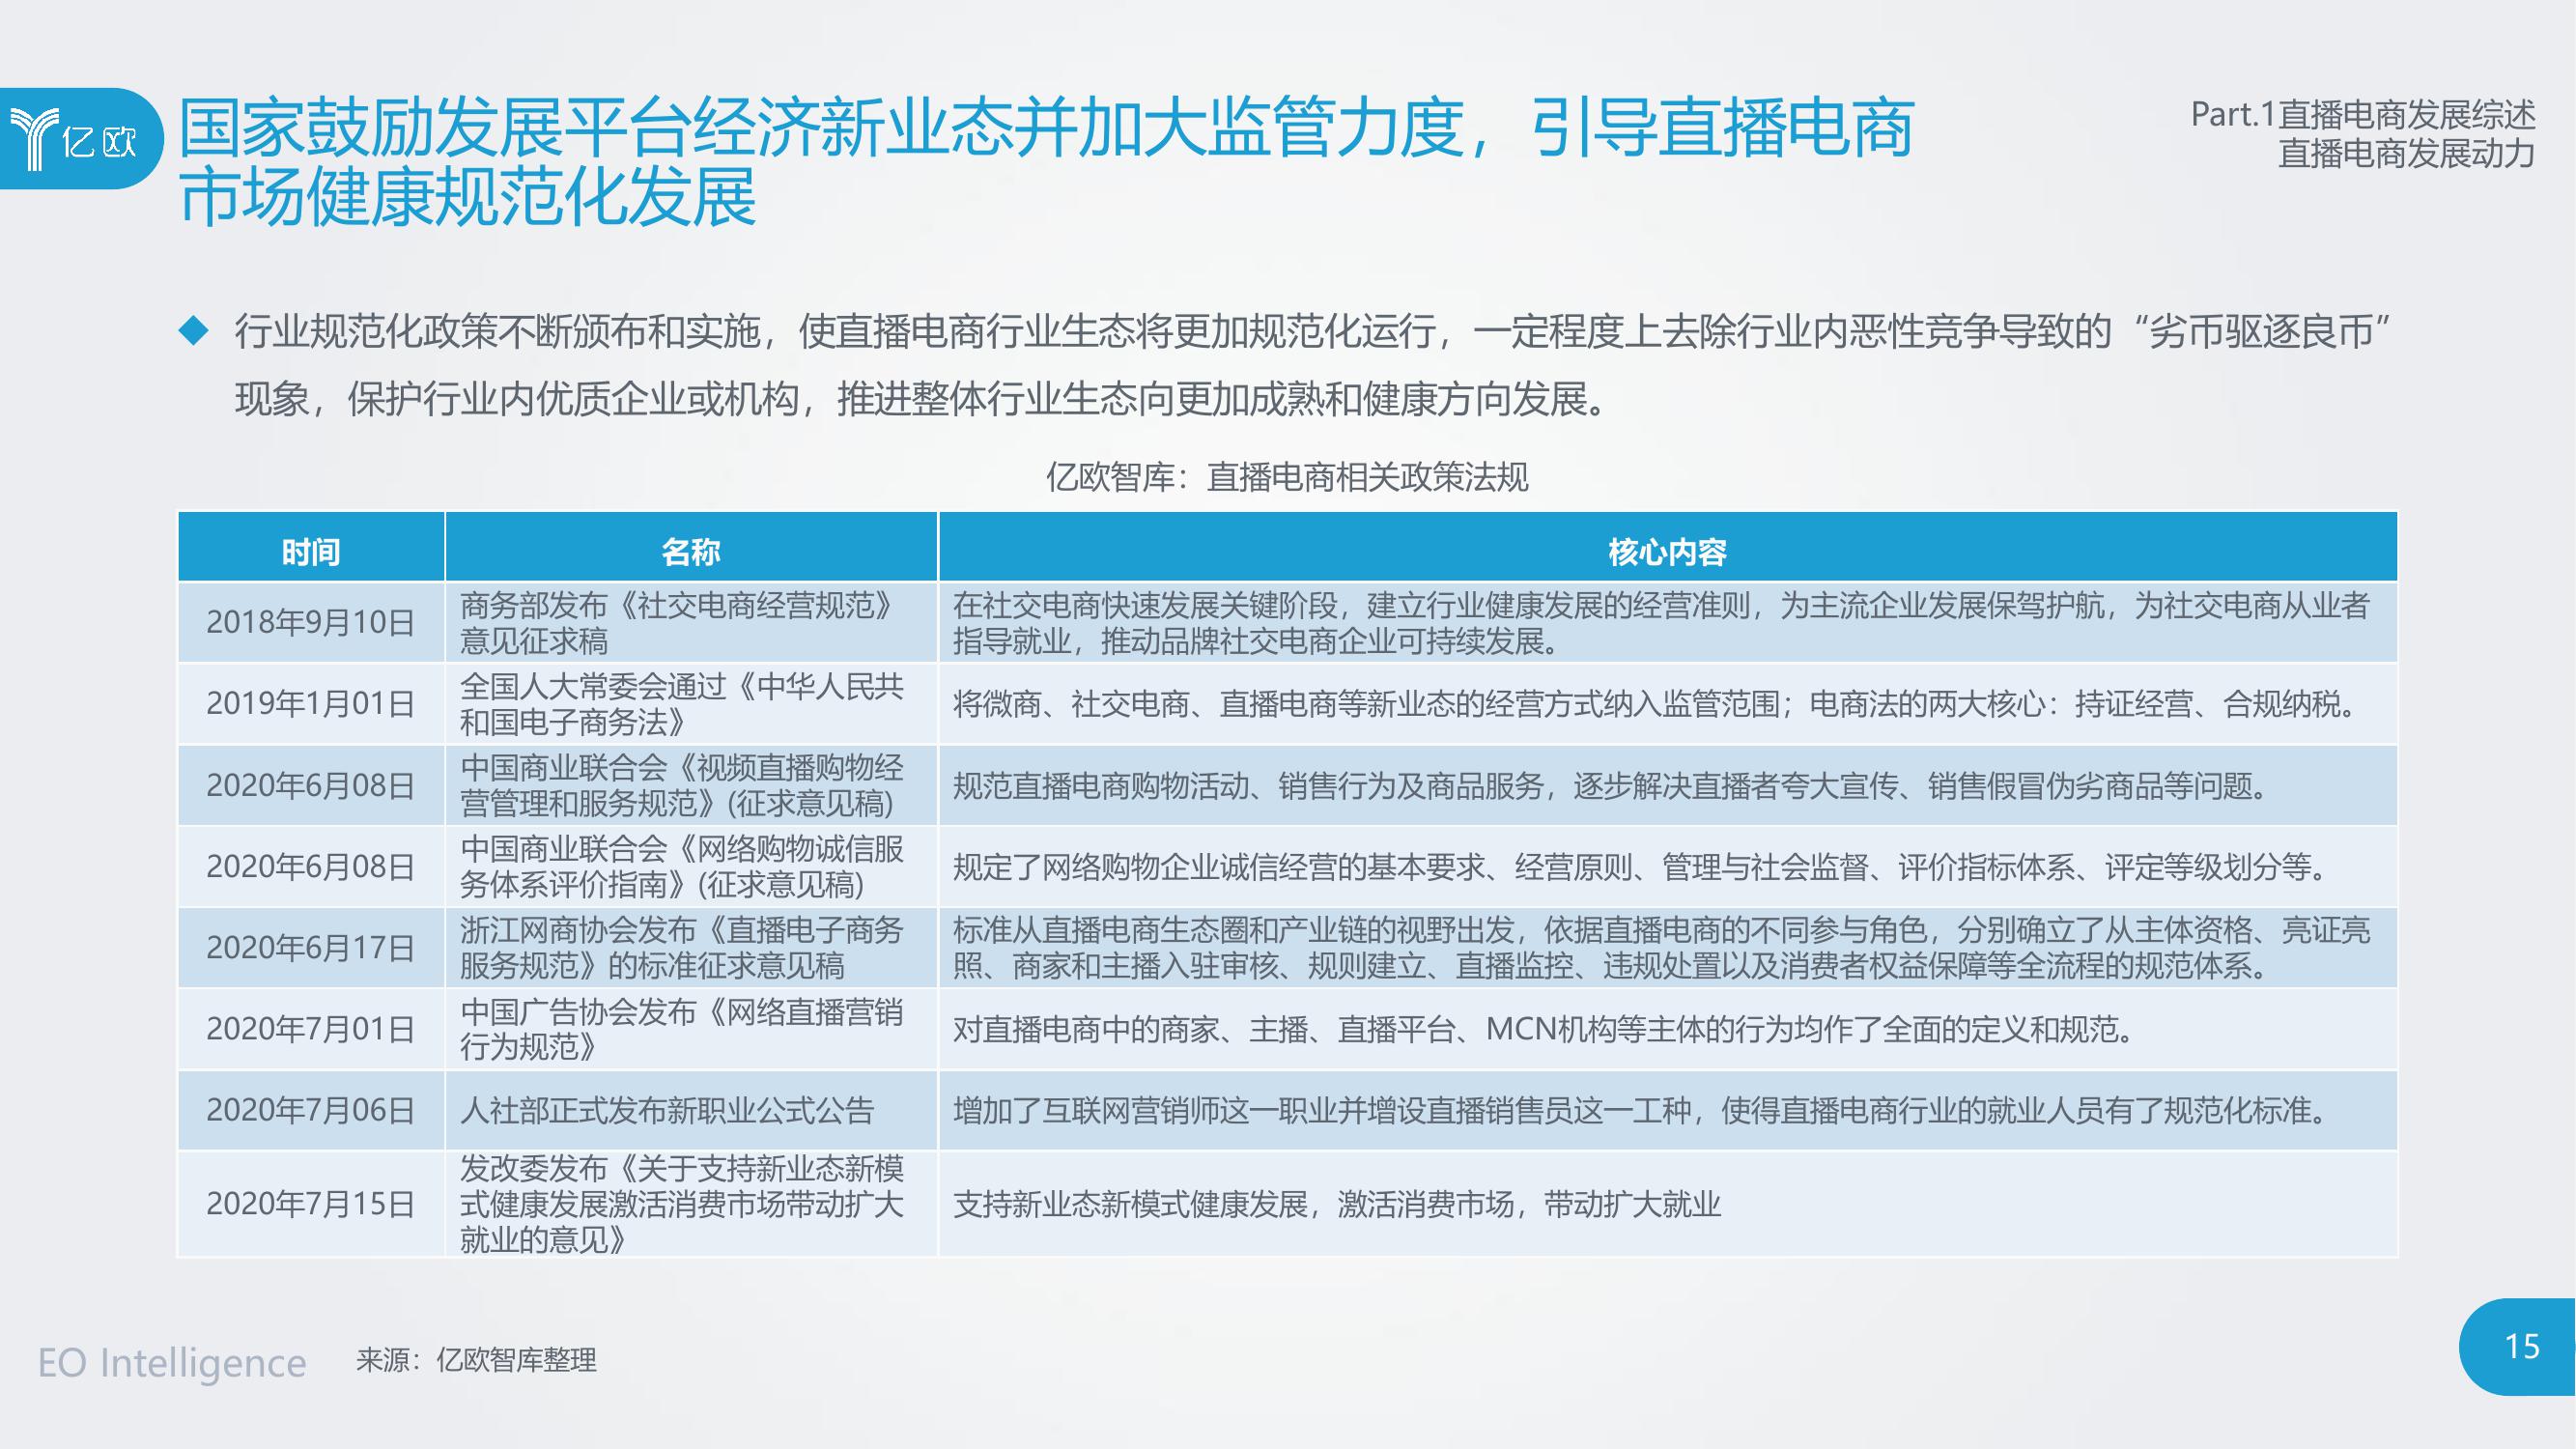 亿欧
国家鼓励发展平台经济新业态并加大监管力度，引导直播电商
市场健康规范化发展
Part.1直播电商发展综述
直播电商发展动力
行业规范化政策不断颁布和实施，使直播电商行业生态将更加规范化运行，一定程度上去除行业内恶性竞争导致的“劣币驱逐良币”
现象，保护行业内优质企业或机构，推进整体行业生态向更加成熟和健康方向发展。
亿欧智库：直播电商相关政策法规
时间 名称 核心内容
2018年9月10日
商务部发布《社交电商经营规范》
意见征求稿
在社交电商快速发展关键阶段，建立行业健康发展的经营准则，为主流企业发展保驾护航，为社交电商从业者
指导就业，推动品牌社交电商企业可持续发展。
2019年1月01日
全国人大常委会通过《中华人民共
和国电子商务法》
将微商、社交电商、直播电商等新业态的经营方式纳入监管范围；电商法的两大核心：持证经营、合规纳税。
2020年6月08日
中国商业联合会《视频直播购物经
营管理和服务规范》(征求意见稿)
规范直播电商购物活动、销售行为及商品服务，逐步解决直播者夸大宣传、销售假冒伪劣商品等问题。
2020年6月08日
中国商业联合会《网络购物诚信服
务体系评价指南》(征求意见稿)
规定了网络购物企业诚信经营的基本要求、经营原则、管理与社会监督、评价指标体系、评定等级划分等。
2020年6月17日
浙江网商协会发布《直播电子商务
服务规范》的标准征求意见稿
标准从直播电商生态圈和产业链的视野出发，依据直播电商的不同参与角色，分别确立了从主体资格、亮证亮
照、商家和主播入驻审核、规则建立、直播监控、违规处置以及消费者权益保障等全流程的规范体系。
2020年7月01日
中国广告协会发布《网络直播营销
行为规范》
对直播电商中的商家、主播、直播平台、MCN机构等主体的行为均作了全面的定义和规范。
2020年7月06日
人社部正式发布新职业公式公告
增加了互联网营销师这一职业并增设直播销售员这一工种，使得直播电商行业的就业人员有了规范化标准。
2020年7月15日
发改委发布《关于支持新业态新模
式健康发展激活消费市场带动扩大
就业的意见》
支持新业态新模式健康发展，激活消费市场，带动扩大就业
EO Intelligence
来源：亿欧智库整理
15